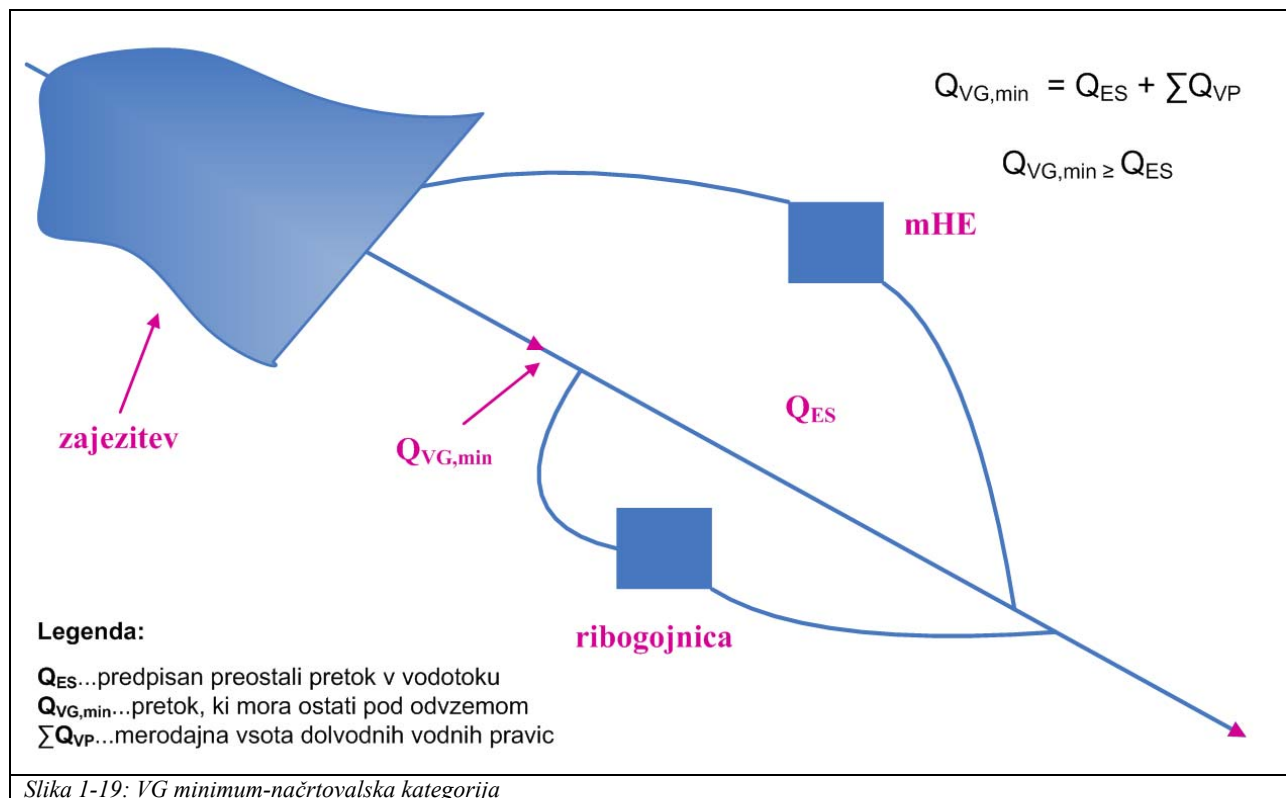 Q_VG,min = Q_ES + ∑Q_VP
Q_VG,min ≥ Q_ES
mHE
Q_ES
zajezitev
Q_VG,min
ribogojnica
Legenda:
Q_ES...predpisan preostali pretok v vodotoku
Q_VG,min...pretok, ki mora ostati pod odvzemom
∑Q_VP...merodajna vsota dolvodnih vodnih pravic
Slika 1-19: VG minimum-načrtovalska kategorija